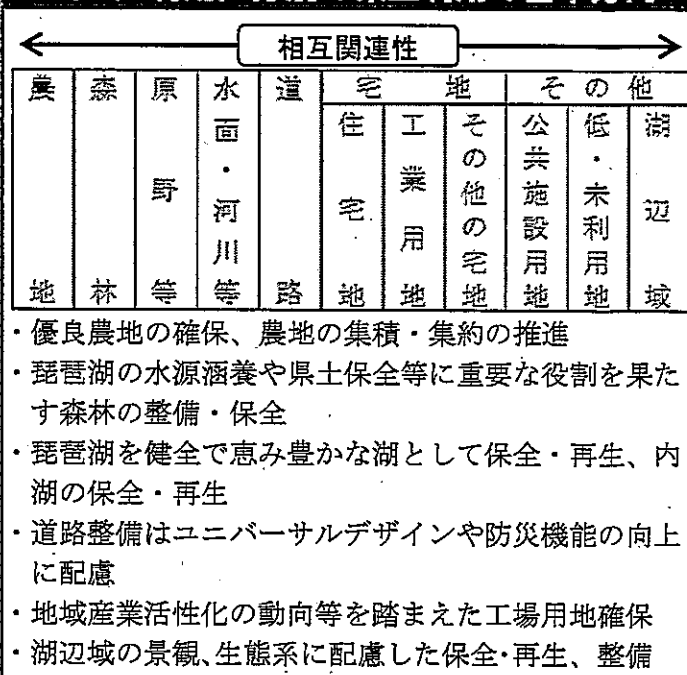 相互関連性
農地
森林
原野等
水面・河川等
道路
宅地
住宅地
工業用地
その他の宅地
その他
公共施設用地
低・未利用地
湖辺域
・優良農地の確保、農地の集積・集約の推進
・琵琶湖の水源涵養や県土保全等に重要な役割を果た
す森林の整備・保全
・琵琶湖を健全で恵み豊かな湖として保全・再生、内
湖の保全・再生
・道路整備はユニバーサルデザインや防災機能の向上
に配慮
・地域産業活性化の動向等を踏まえた工場用地確保
・湖辺域の景観、生態系に配慮した保全・再生、整備